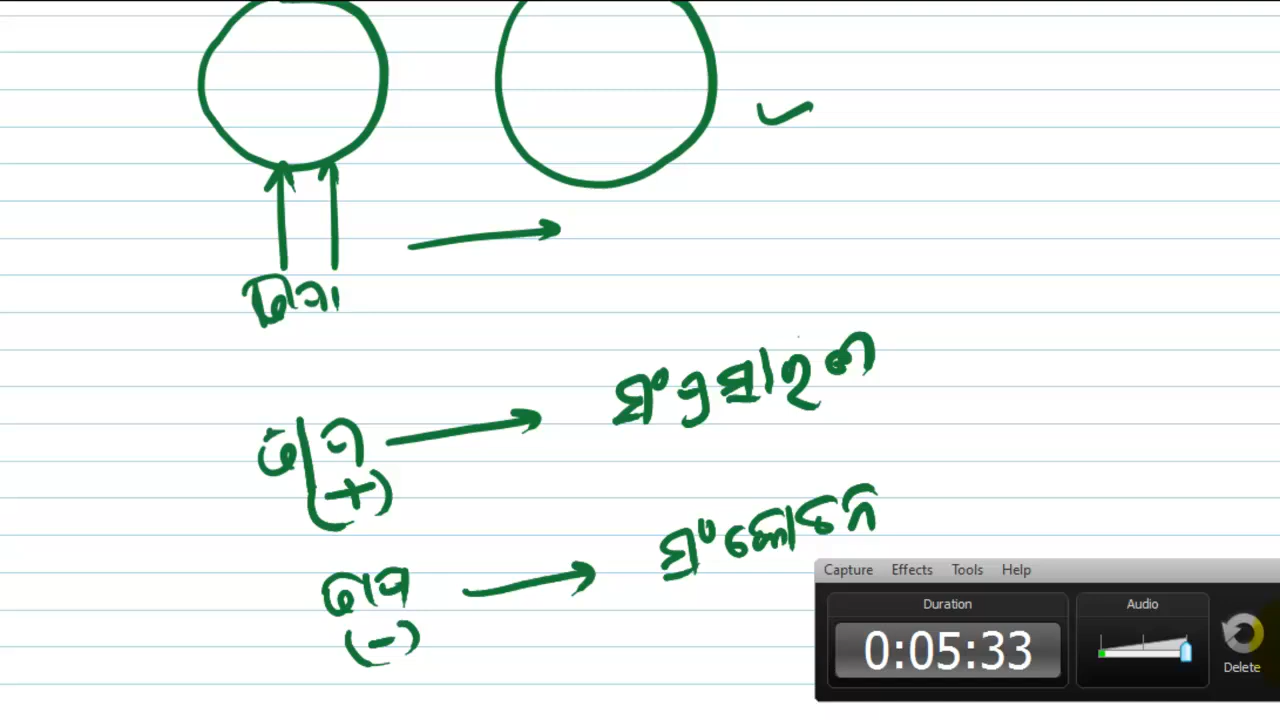 ତାପ
ତାପ → ସଂପ୍ରସାରଣ
(+)
ତାପ → ସଂକୋଚନ
(-)
Capture Effects Tools Help
Duration Audio
0:05:33
Delete